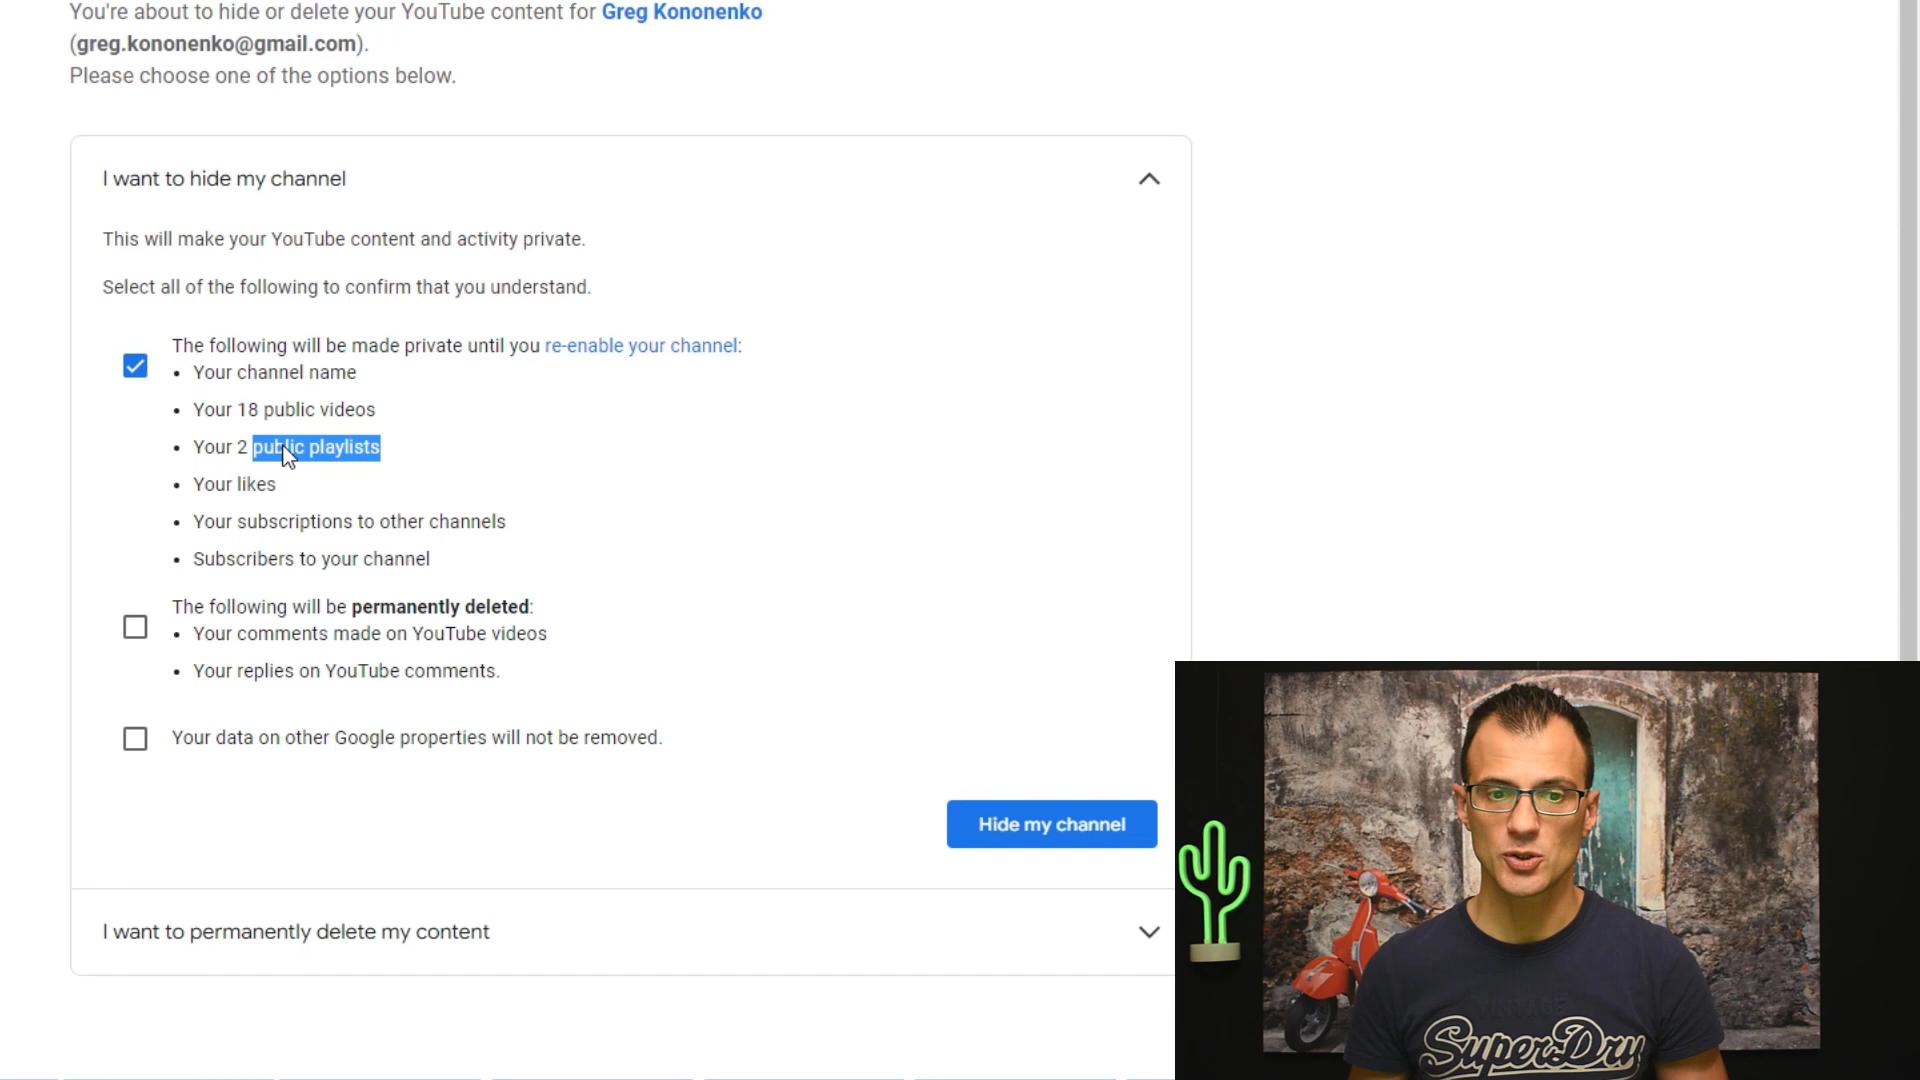 You're about to hide or delete your YouTube content for Greg Kononenko
(greg.kononenko@gmail.com).
Please choose one of the options below.
I want to hide my channel
This will make your YouTube content and activity private.
Select all of the following to confirm that you understand.
The following will be made private until you re-enable your channel:
• Your channel name
• Your 18 public videos
• Your 2 public playlists
• Your likes
• Your subscriptions to other channels
• Subscribers to your channel
The following will be permanently deleted:
• Your comments made on YouTube videos
• Your replies on YouTube comments.
Your data on other Google properties will not be removed.
Hide my channel
I want to permanently delete my content
VINTAGE
SuperDry